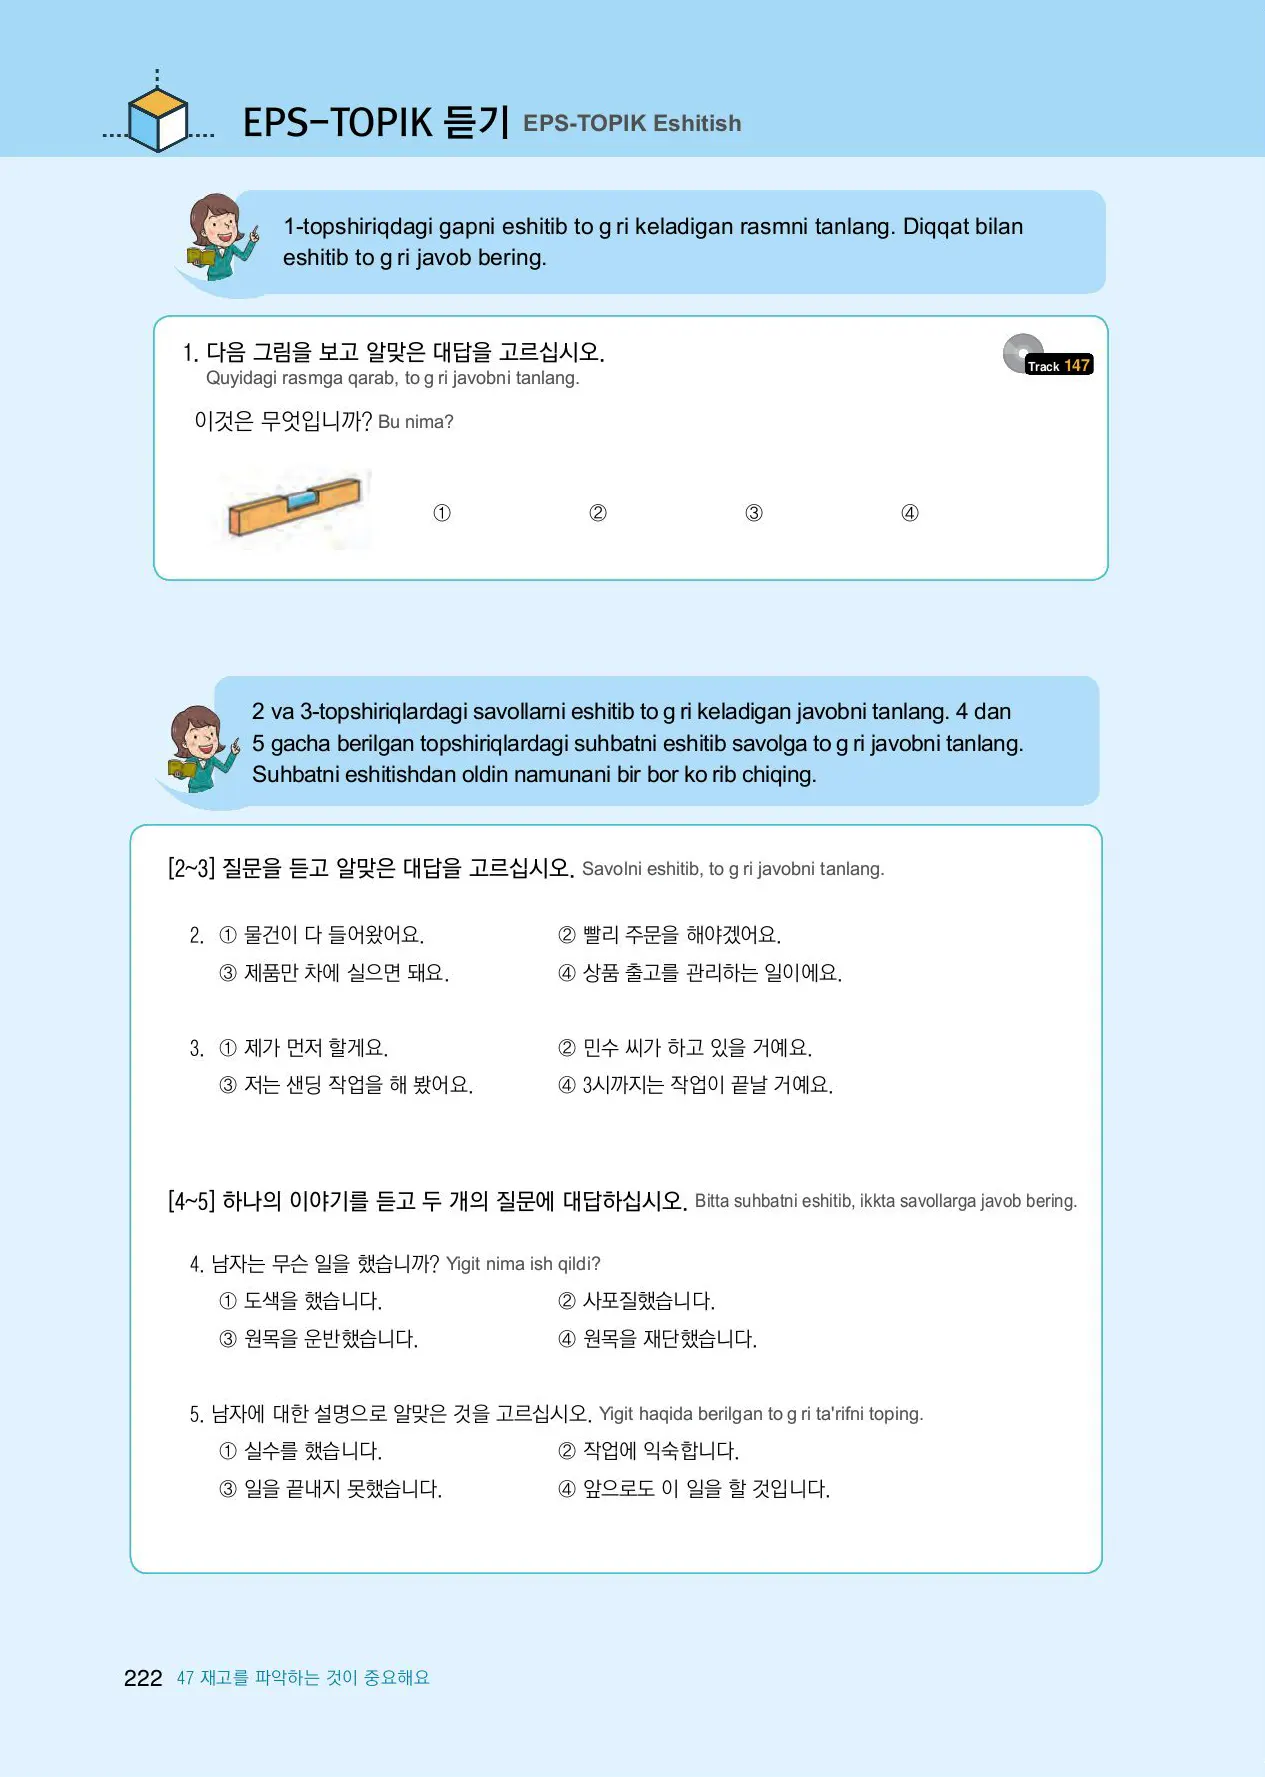 EPS-TOPIK 듣기 EPS-TOPIK Eshitish
1-topshiriqdagi gapni eshitib to g ri keladigan rasmni tanlang. Diqqat bilan
eshitib to g ri javob bering.
1. 다음 그림을 보고 알맞은 대답을 고르십시오.
Track 147
Quyidagi rasmga qarab, to g ri javobni tanlang.
이것은 무엇입니까? Bu nima?
① ② ③ ④
2 va 3-topshiriqlardagi savollarni eshitib to g ri keladigan javobni tanlang. 4 dan
5 gacha berilgan topshiriqlardagi suhbatni eshitib savolga to g ri javobni tanlang.
Suhbatni eshitishdan oldin namunani bir bor ko rib chiqing.
[2~3] 질문을 듣고 알맞은 대답을 고르십시오. Savolni eshitib, to g ri javobni tanlang.
2. ① 물건이 다 들어왔어요. ② 빨리 주문을 해야겠어요.
③ 제품만 차에 실으면 돼요. ④ 상품 출고를 관리하는 일이에요.
3. ① 제가 먼저 할게요. ② 민수 씨가 하고 있을 거예요.
③ 저는 샌딩 작업을 해 봤어요. ④ 3시까지는 작업이 끝날 거예요.
[4~5] 하나의 이야기를 듣고 두 개의 질문에 대답하십시오. Bitta suhbatni eshitib, ikkta savollarga javob bering.
4. 남자는 무슨 일을 했습니까? Yigit nima ish qildi?
① 도색을 했습니다. ② 사포질했습니다.
③ 원목을 운반했습니다. ④ 원목을 재단했습니다.
5. 남자에 대한 설명으로 알맞은 것을 고르십시오. Yigit haqida berilgan to g ri ta'rifni toping.
① 실수를 했습니다. ② 작업에 익숙합니다.
③ 일을 끝내지 못했습니다. ④ 앞으로도 이 일을 할 것입니다.
222 47 재고를 파악하는 것이 중요해요